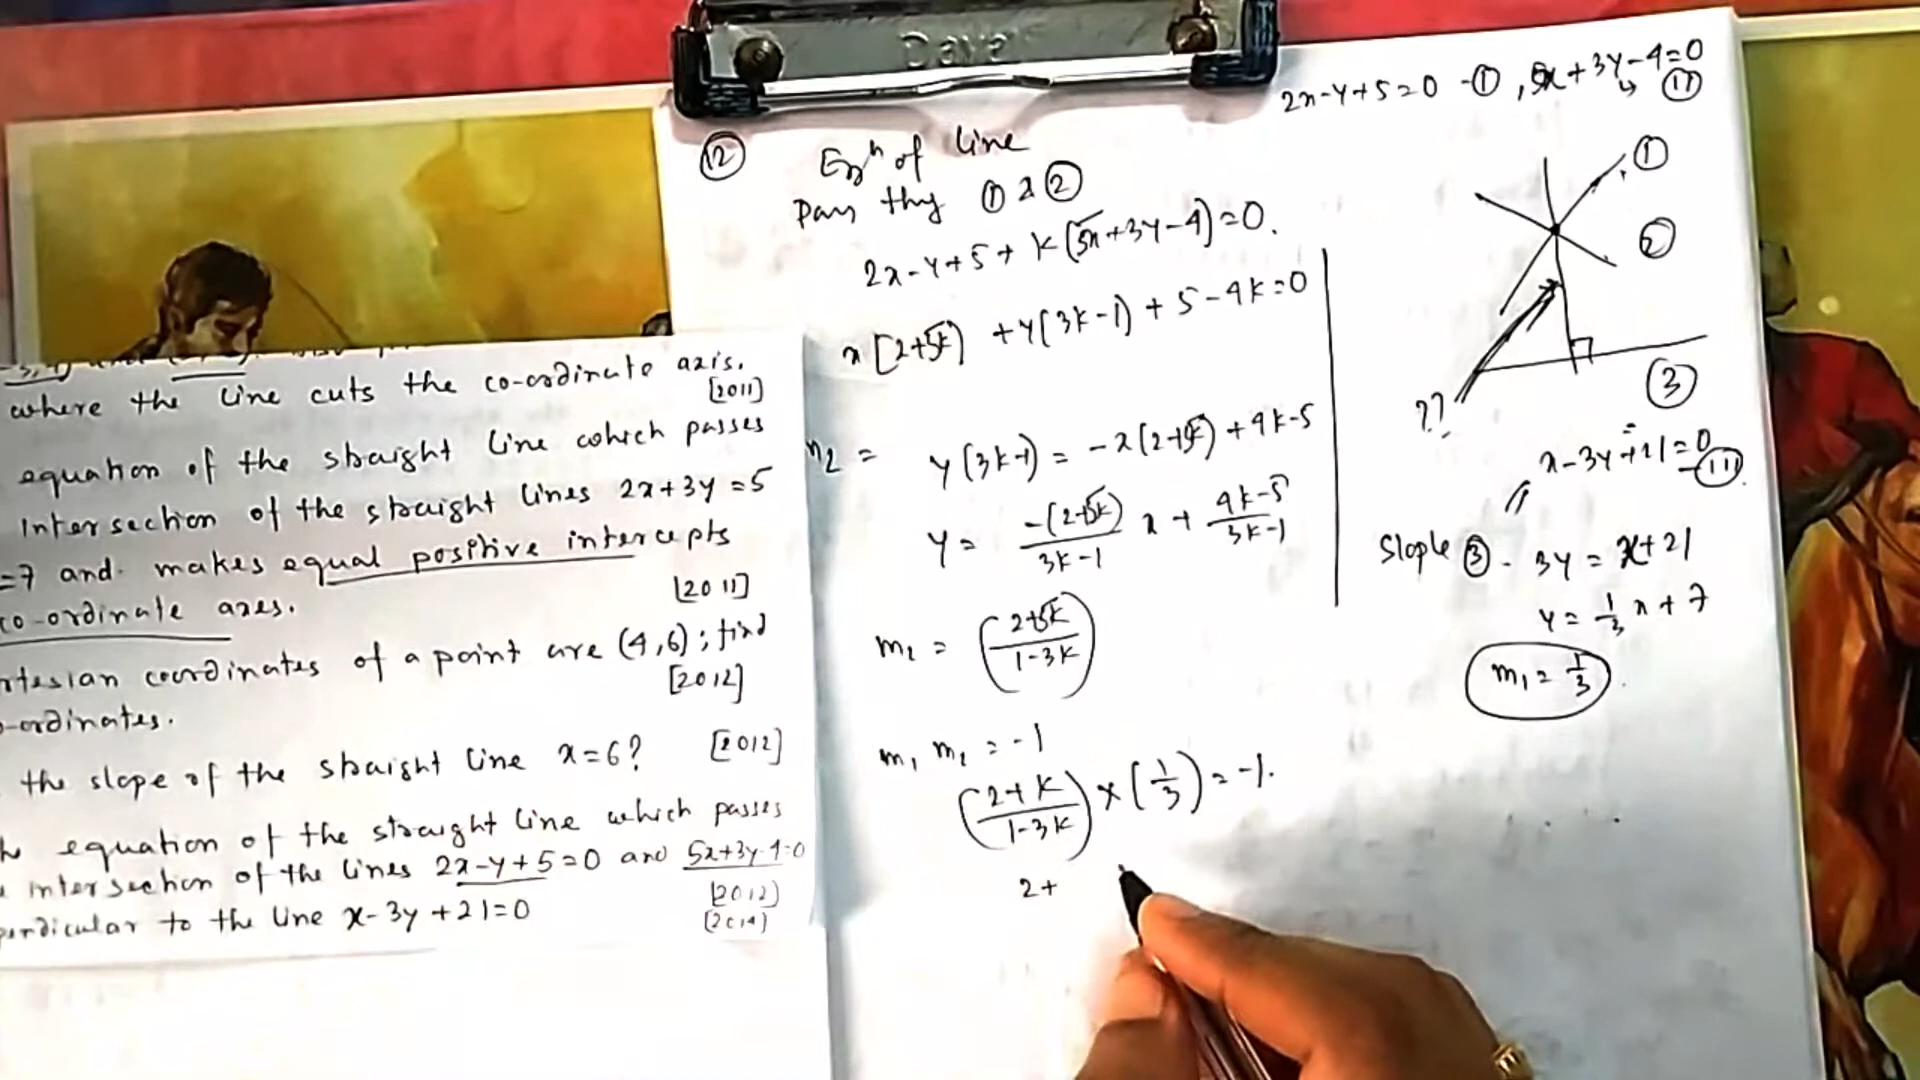 Dave
2x-y+5=0 -①, 5x+3y-4=0
↳ ⑪
⑫ Eqⁿ of line
Pass thg ① & ②
2x-y+5+k(5x+3y-4)=0.
x[2+5k] +y(3k-1)+5-4k=0
m2 = y(3k-1)= -x(2+5k)+4k-5
y= -(2+5k)/3k-1 x + 4k-5/3k-1
m2 = (2+5k/1-3k)
m1 m2 = -1
(2+k/1-3k)×(1/3)=-1.
2+
①
②
③
??
x-3y+21=0
-⑪⑪
Slope ③ - 3y = x+21
y= 1/3 x+7
m1= 1/3
where the line cuts the co-ordinate axis.
[2011]
equation of the straight line which passes
intersection of the straight lines 2x+3y=5
=7 and makes equal positive intercepts
[2011]
co-ordinate axes.
rtesian coordinates of a point are (4,6); find
[2012]
o-ordinates.
the slope of the straight line x=6? [2012]
equation of the straight line which passes
intersection of the lines 2x-y+5=0 and 5x+3y-4=0
[2012]
pendicular to the line x-3y+21=0
[2014]